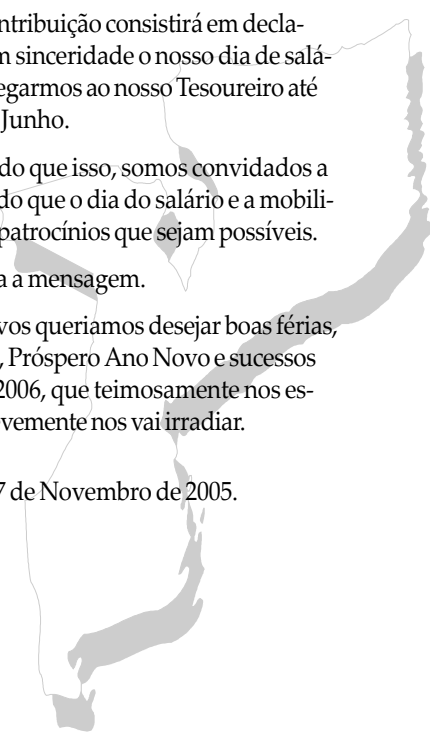 ntribuição consistirá em decla-
m sinceridade o nosso dia de salá-
egarmos ao nosso Tesoureiro até
Junho.
do que isso, somos convidados a
do que o dia do salário e a mobili-
patrocínios que sejam possíveis.
a a mensagem.
vos queriamos desejar boas férias,
, Próspero Ano Novo e sucessos
2006, que teimosamente nos es-
evemente nos vai irradiar.
7 de Novembro de 2005.